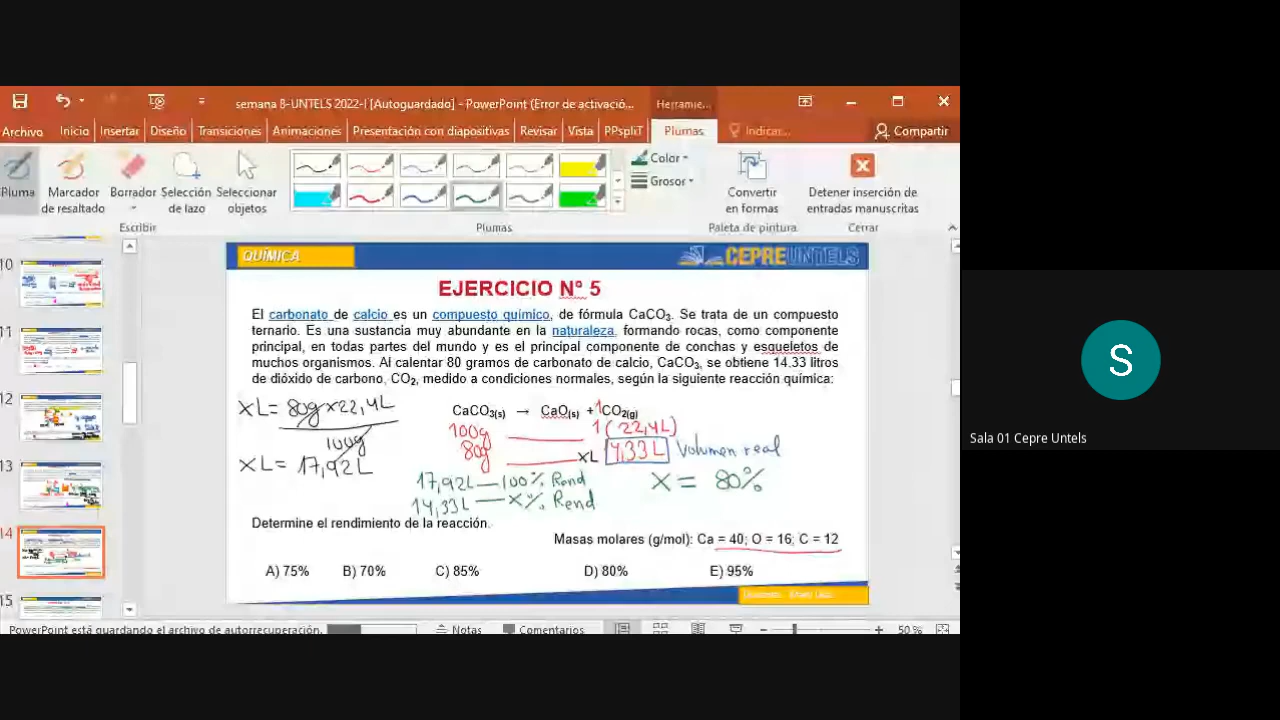 semana 8-UNTELS 2022-I [Autoguardado] - PowerPoint (Error de activació...
Herramie...
Archivo Inicio Insertar Diseño Transiciones Animaciones Presentación con diapositivas Revisar Vista PPspliT Plumas Indicar... Compartir
Pluma
Marcador de resaltado
Borrador
Selección de lazo
Seleccionar objetos
Color
Grosor
Convertir en formas
Detener inserción de entradas manuscritas
Escribir Plumas Paleta de pintura Cerrar
10
11
12
13
14
15
QUÍMICA
CEPREUNTELS
EJERCICIO Nº 5
El carbonato de calcio es un compuesto químico, de fórmula CaCO₃. Se trata de un compuesto
ternario. Es una sustancia muy abundante en la naturaleza, formando rocas, como componente
principal, en todas partes del mundo y es el principal componente de conchas y esqueletos de
muchos organismos. Al calentar 80 gramos de carbonato de calcio, CaCO₃, se obtiene 14.33 litros
de dióxido de carbono, CO₂, medido a condiciones normales, según la siguiente reacción química:
XL = 80g x 22,4L
100g
XL = 17,92L
CaCO₃(s) → CaO(s) + 1CO₂(g)
100g 1(22,4L)
80g XL 4,33L Volumen real
17,92L — 100% Rend
14,33L — X% Rend
X = 80%
Determine el rendimiento de la reacción.
Masas molares (g/mol): Ca = 40; O = 16; C = 12
A) 75% B) 70% C) 85% D) 80% E) 95%
PowerPoint está guardando el archivo de autorrecuperación.
Notas Comentarios 50 %
S
Sala 01 Cepre Untels